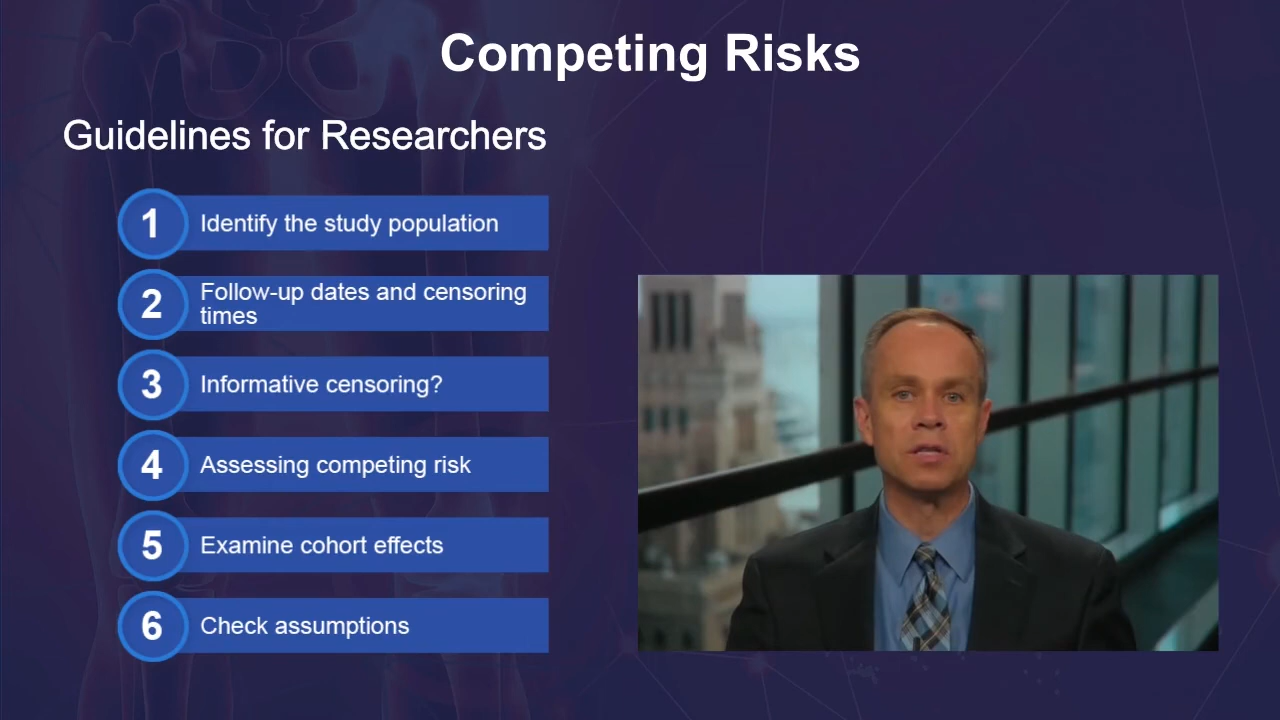 Competing Risks
Guidelines for Researchers
1 Identify the study population
2 Follow-up dates and censoring
times
3 Informative censoring?
4 Assessing competing risk
5 Examine cohort effects
6 Check assumptions